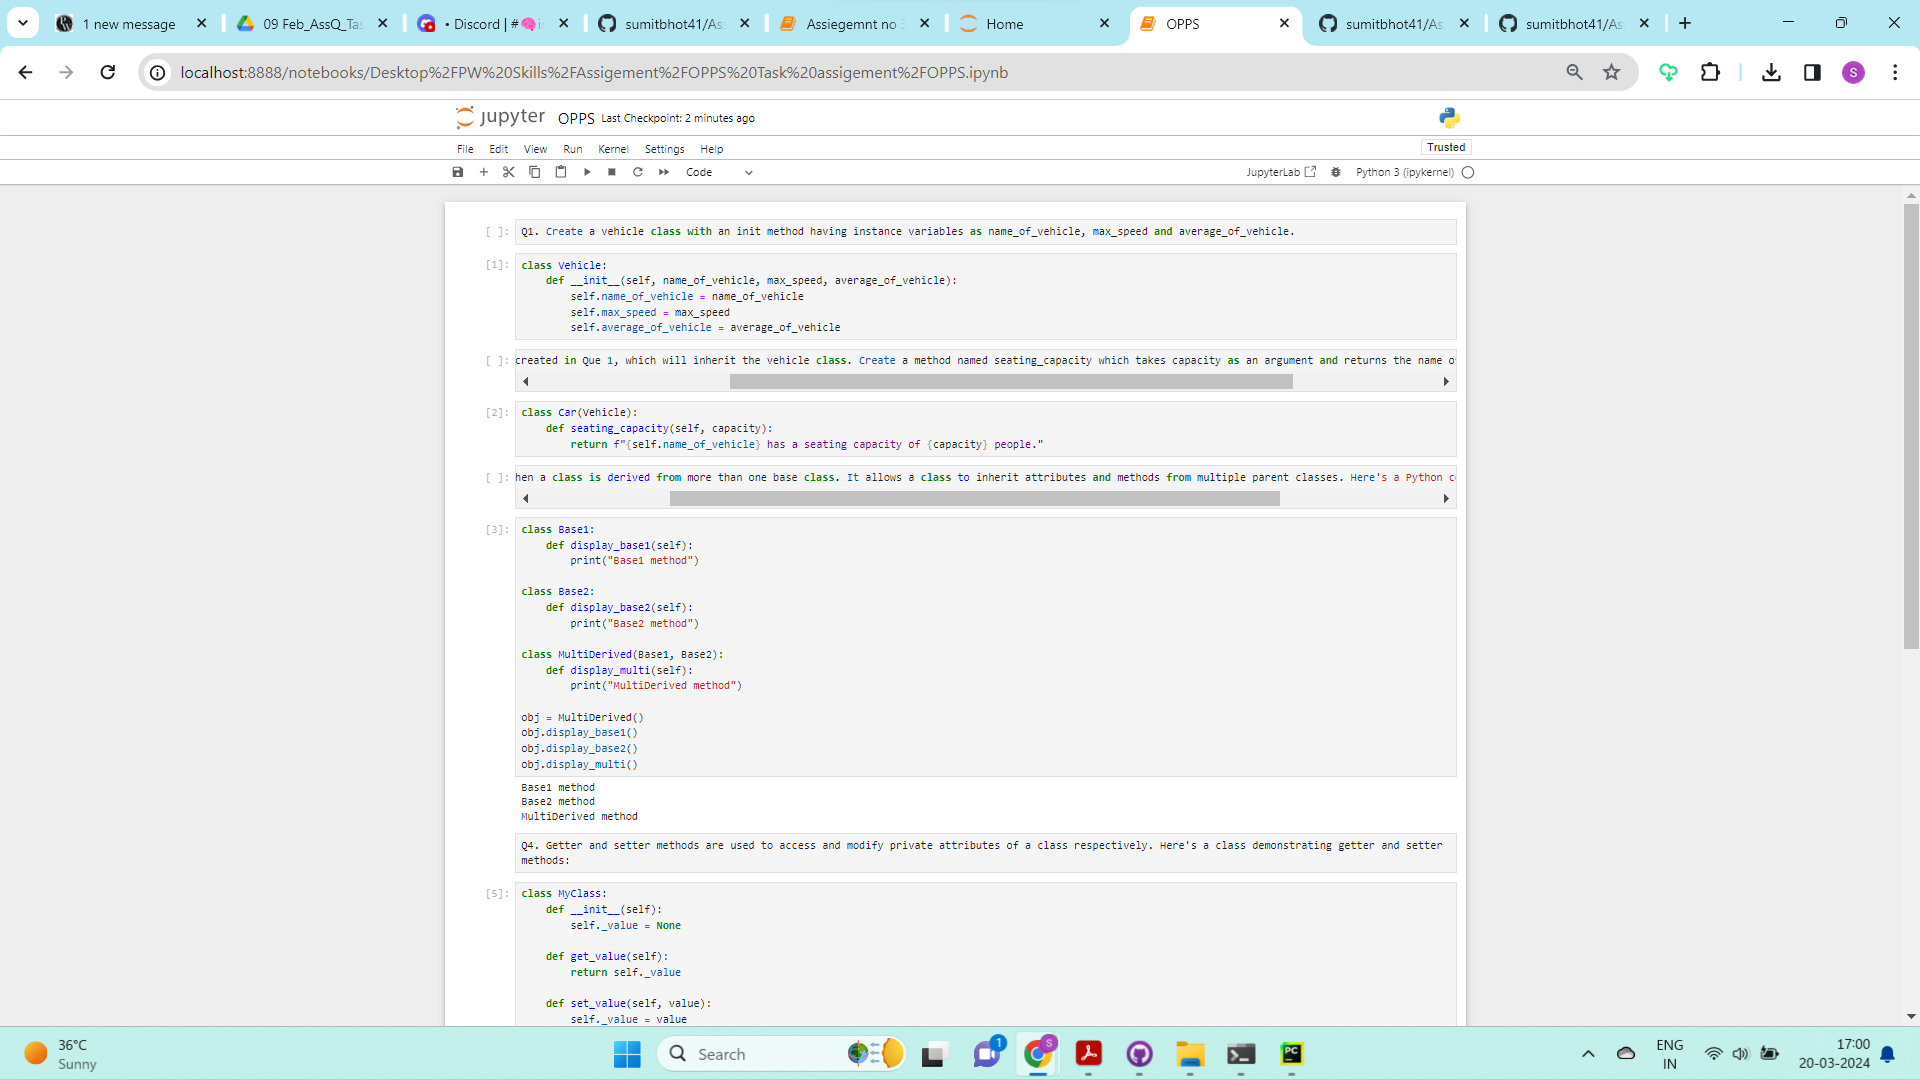 1 new message
09 Feb_AssQ_Tas
• Discord | #
sumitbhot41/Ass
Assiegemnt no
Home
OPPS
sumitbhot41/Ass
sumitbhot41/Ass
localhost:8888/notebooks/Desktop%2FPW%20Skills%2FAssigement%2FOPPS%20Task%20assigement%2FOPPS.ipynb
S
jupyter OPPS Last Checkpoint: 2 minutes ago
File Edit View Run Kernel Settings Help
Trusted
Code
JupyterLab
Python 3 (ipykernel)
[ ]: Q1. Create a vehicle class with an init method having instance variables as name_of_vehicle, max_speed and average_of_vehicle.
[1]: class Vehicle:
def __init__(self, name_of_vehicle, max_speed, average_of_vehicle):
self.name_of_vehicle = name_of_vehicle
self.max_speed = max_speed
self.average_of_vehicle = average_of_vehicle
[ ]: created in Que 1, which will inherit the vehicle class. Create a method named seating_capacity which takes capacity as an argument and returns the name o
[2]: class Car(Vehicle):
def seating_capacity(self, capacity):
return f"{self.name_of_vehicle} has a seating capacity of {capacity} people."
[ ]: hen a class is derived from more than one base class. It allows a class to inherit attributes and methods from multiple parent classes. Here's a Python c
[3]: class Base1:
def display_base1(self):
print("Base1 method")
class Base2:
def display_base2(self):
print("Base2 method")
class MultiDerived(Base1, Base2):
def display_multi(self):
print("MultiDerived method")
obj = MultiDerived()
obj.display_base1()
obj.display_base2()
obj.display_multi()
Base1 method
Base2 method
MultiDerived method
Q4. Getter and setter methods are used to access and modify private attributes of a class respectively. Here's a class demonstrating getter and setter
methods:
[5]: class MyClass:
def __init__(self):
self._value = None
def get_value(self):
return self._value
def set_value(self, value):
self._value = value
36°C
Sunny
Search
1
S
PC
ENG
IN
17:00
20-03-2024